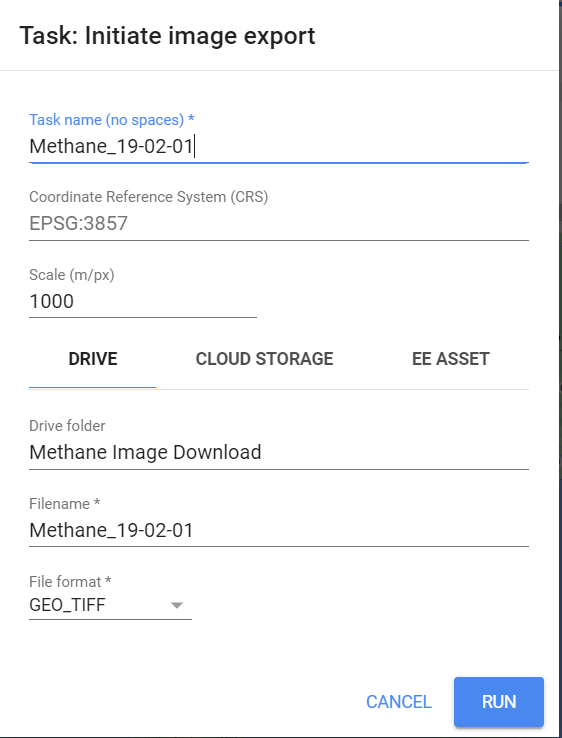 Task: Initiate image export
Task name (no spaces) *
Methane_19-02-01
Coordinate Reference System (CRS)
EPSG:3857
Scale (m/px)
1000
DRIVE CLOUD STORAGE EE ASSET
Drive folder
Methane Image Download
Filename *
Methane_19-02-01
File format *
GEO_TIFF
CANCEL RUN